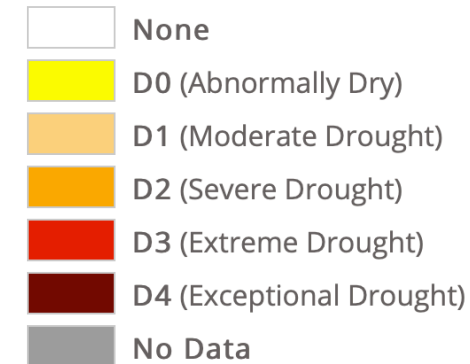 None
D0 (Abnormally Dry)
D1 (Moderate Drought)
D2 (Severe Drought)
D3 (Extreme Drought)
D4 (Exceptional Drought)
No Data